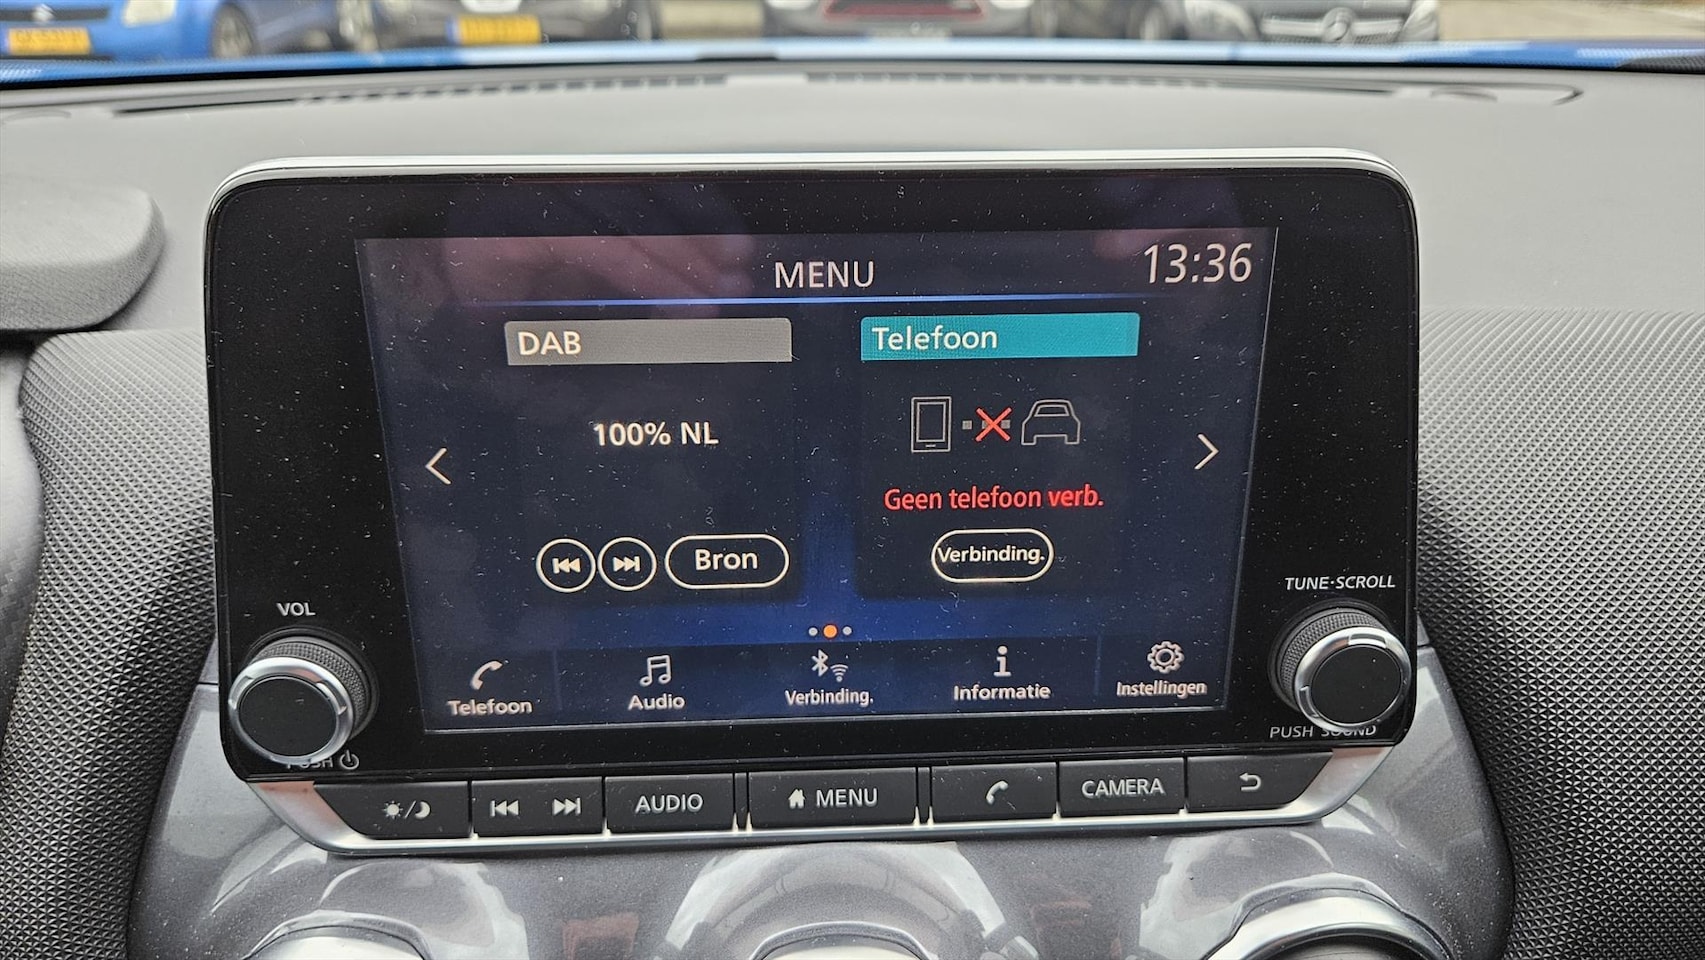 MENU
13:36
DAB
Telefoon
100% NL
Geen telefoon verb.
Bron
Verbinding.
Telefoon
Audio
Verbinding.
Informatie
Instellingen
VOL
PUSH
TUNE·SCROLL
PUSH SOUND
AUDIO
MENU
CAMERA